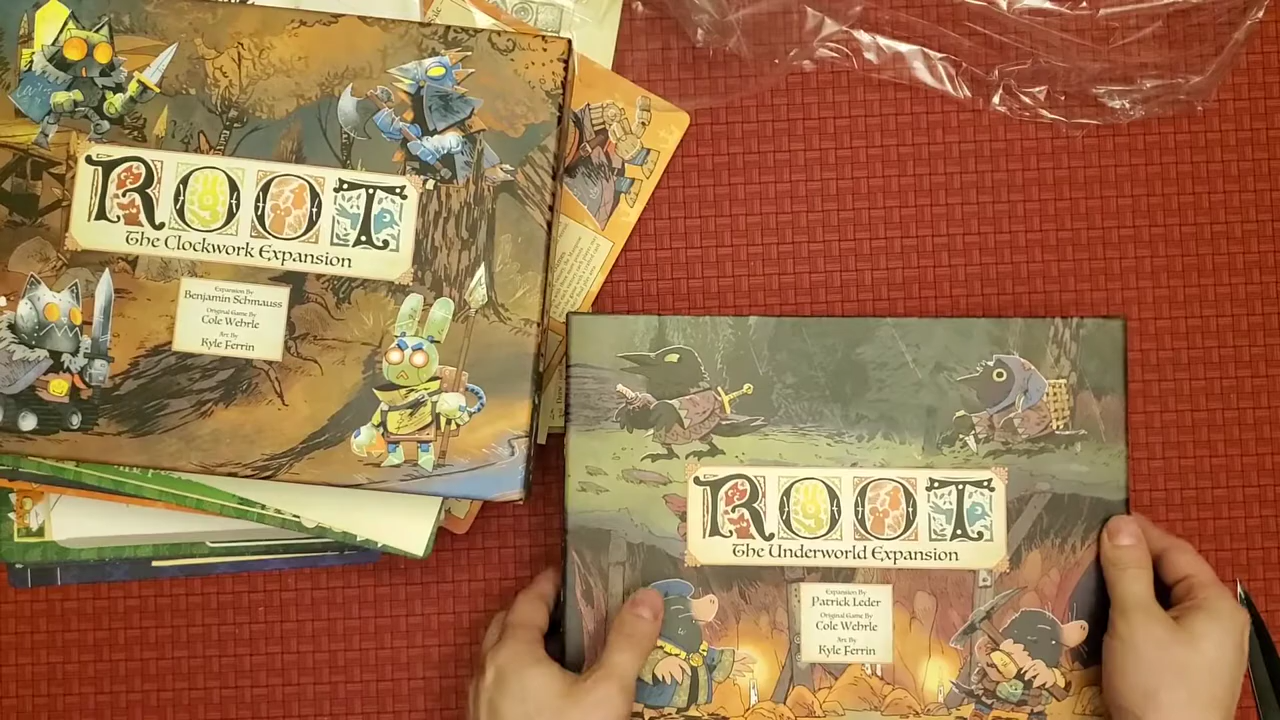 ROOT
The Clockwork Expansion
Expansion By
Benjamin Schmauss
Original Game By
Cole Wehrle
Art By
Kyle Ferrin
ROOT
The Underworld Expansion
Expansion By
Patrick Leder
Original Game By
Cole Wehrle
Art By
Kyle Ferrin